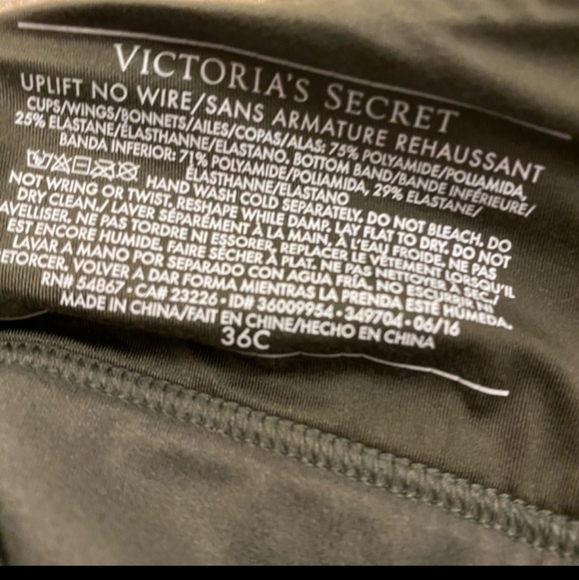 VICTORIA'S SECRET
UPLIFT NO WIRE/SANS ARMATURE REHAUSSANT
CUPS/WINGS/BONNETS/AILES/COPAS/ALAS: 75% POLYAMIDE/POLIAMIDA,
25% ELASTANE/ÉLASTHANNE/ELASTANO, BOTTOM BAND/BANDE INFÉRIEURE/
BANDA INFERIOR: 71% POLYAMIDE/POLIAMIDA, 29% ELASTANE/
ÉLASTHANNE/ELASTANO
HAND WASH COLD SEPARATELY. DO NOT BLEACH. DO
NOT WRING OR TWIST. RESHAPE WHILE DAMP. LAY FLAT TO DRY. DO NOT
DRY CLEAN./ LAVER SÉPARÉMENT À LA MAIN, À L'EAU FROIDE. NE PAS
JAVELLISER. NE PAS TORDRE NI ESSORER. REPLACER LE VÊTEMENT LORSQU'IL
EST ENCORE HUMIDE. FAIRE SÉCHER À PLAT. NE PAS NETTOYER À SEC./
LAVAR A MANO POR SEPARADO CON AGUA FRÍA. NO
RETORCER. VOLVER A DAR FORMA MIENTRAS LA PRENDA ESTÉ HÚMEDA.
RN# 54867 • CA# 23226 • ID# 36009954 • 349704 • 06/16
MADE IN CHINA/FAIT EN CHINE/HECHO EN CHINA
36C